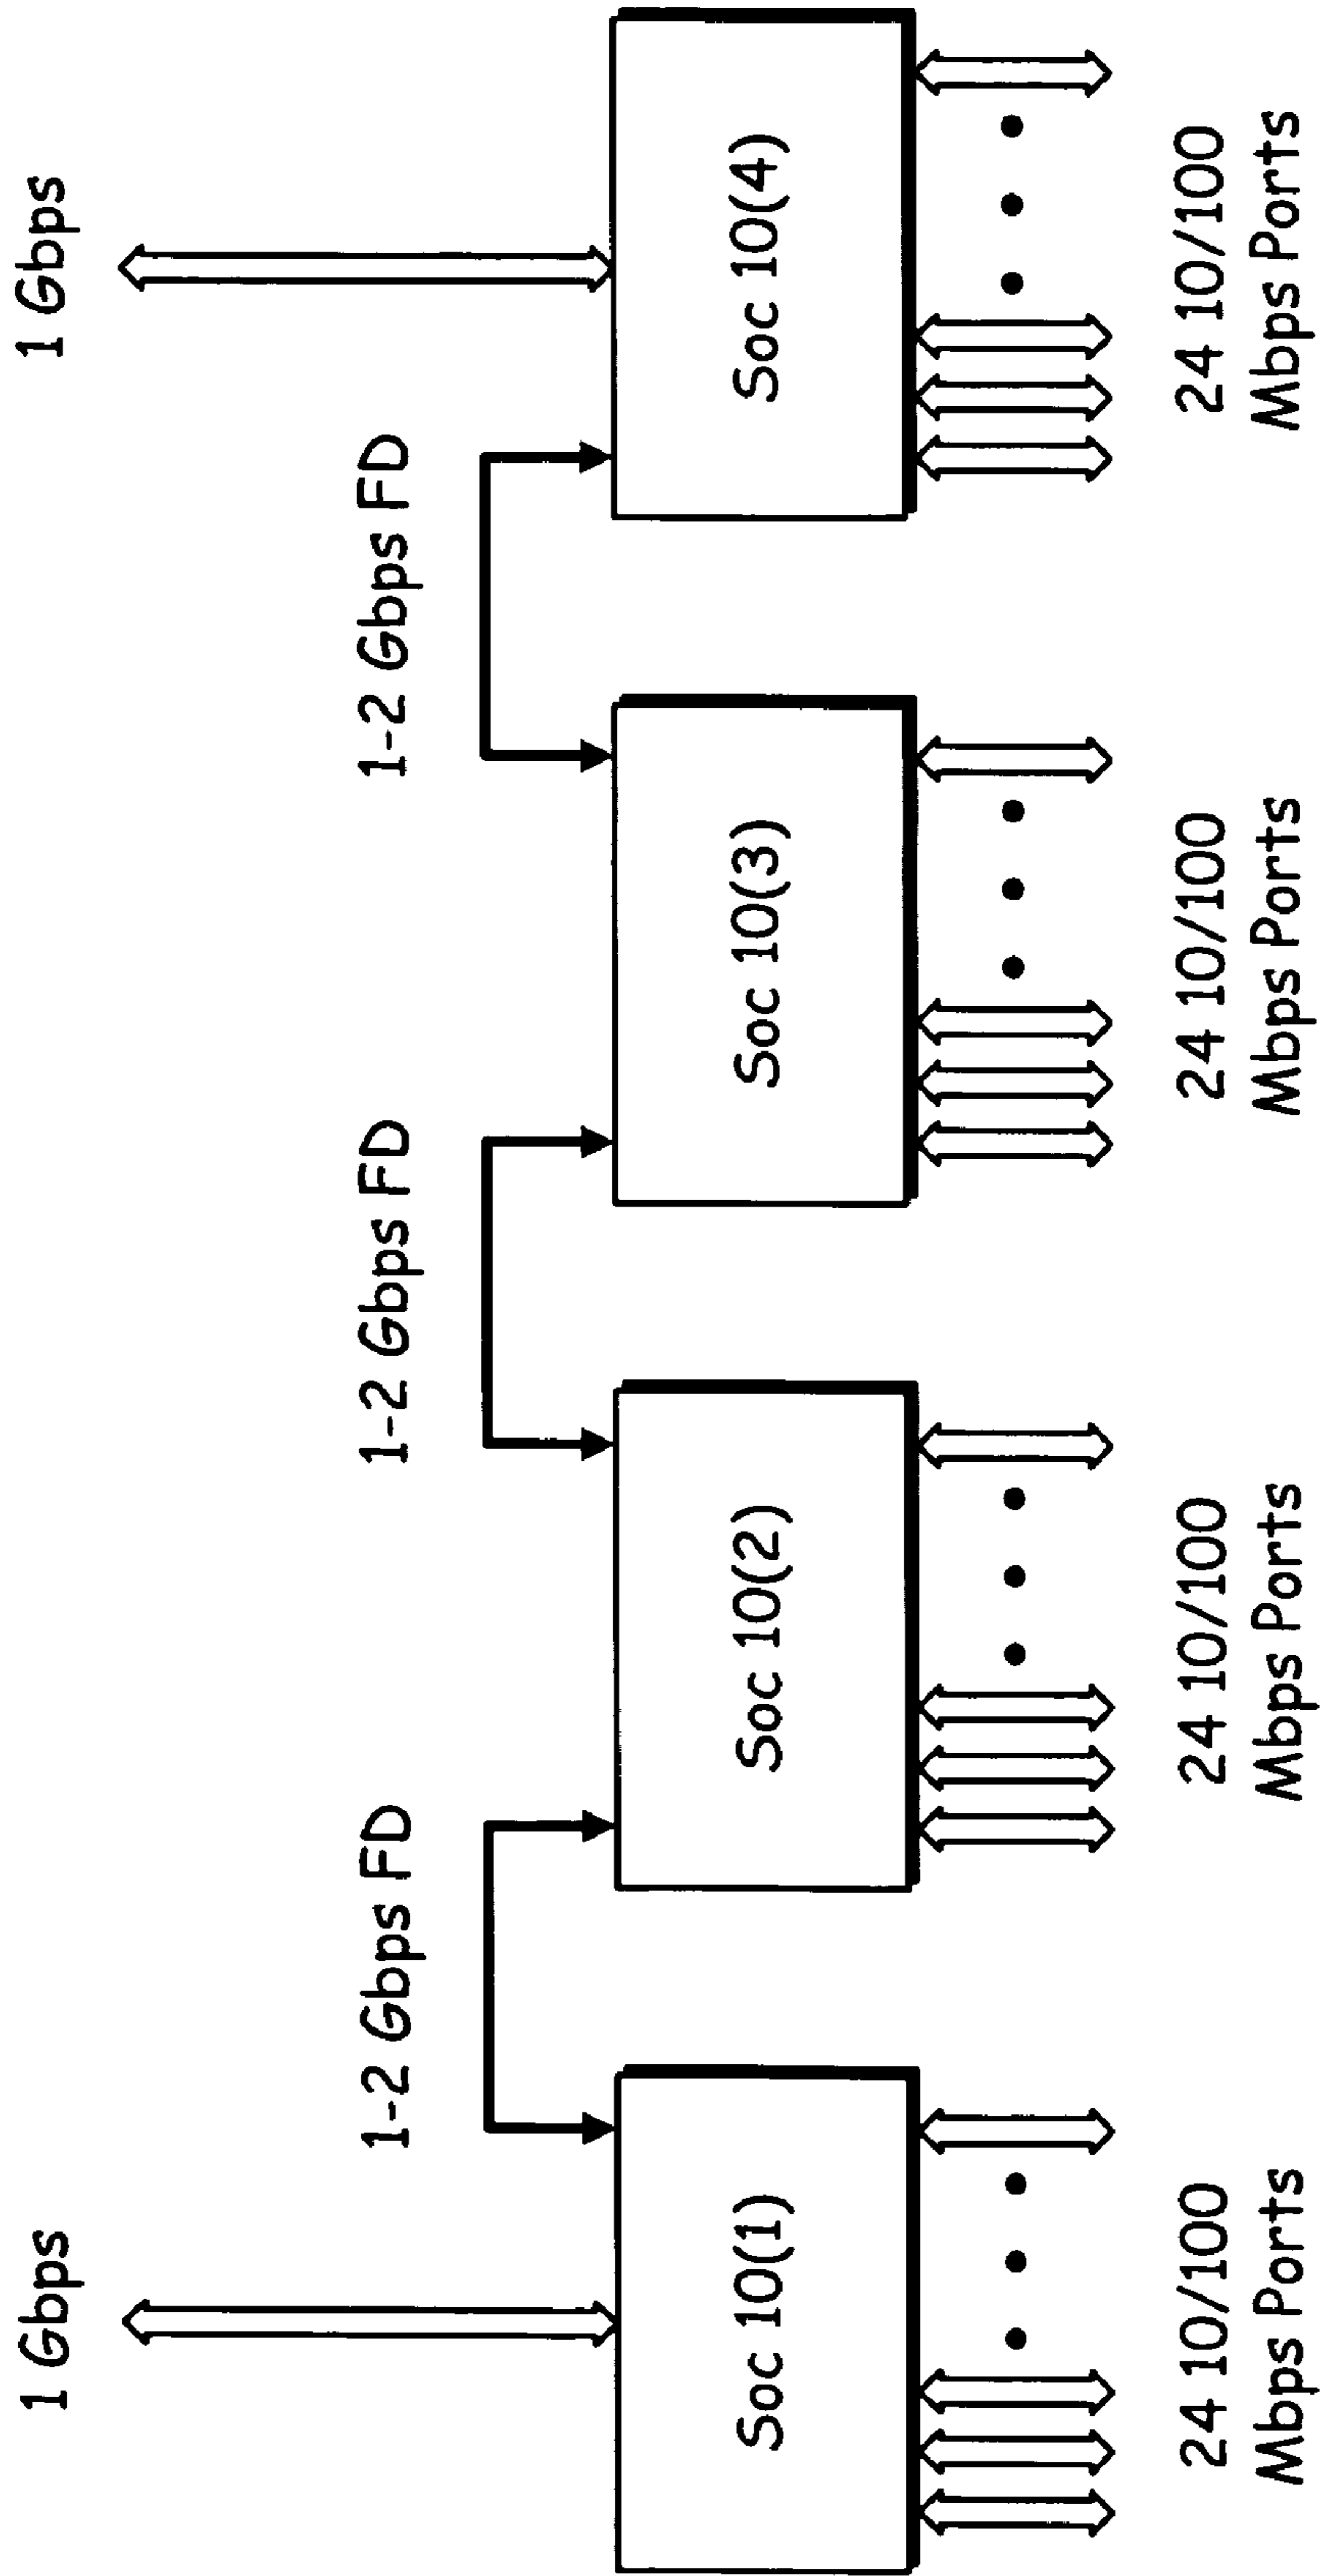 1 Gbps
1 Gbps
1-2 Gbps FD
1-2 Gbps FD
1-2 Gbps FD
Soc 10(1)
Soc 10(2)
Soc 10(3)
Soc 10(4)
24 10/100
Mbps Ports
24 10/100
Mbps Ports
24 10/100
Mbps Ports
24 10/100
Mbps Ports